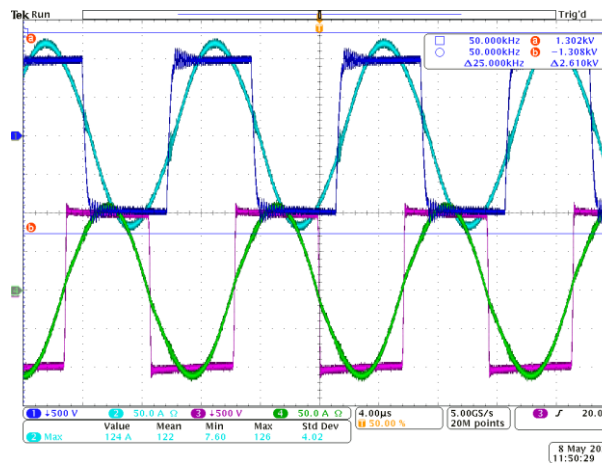 Tek Run
Trig'd
T
a
50.000kHz a 1.302kV
50.000kHz b −1.308kV
Δ25.000kHz Δ2.610kV
1
b
1 ↓500 V 2 50.0 A Ω 3 ↓500 V 4 50.0 A Ω
4.00µs
T 50.00 %
5.00GS/s
20M points
3 20.0
Value Mean Min Max Std Dev
2 Max 124 A 122 7.60 126 4.02
8 May 20
11:50:29